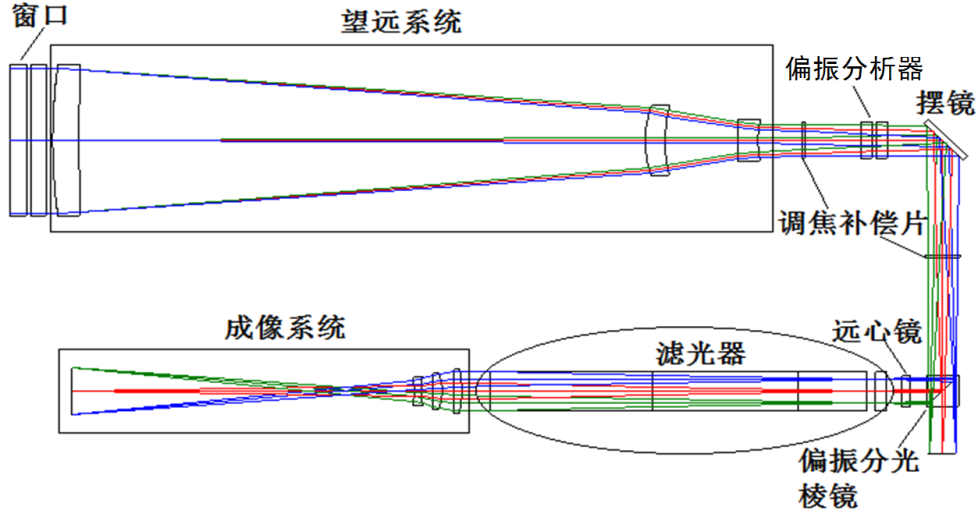 窗口
望远系统
偏振分析器
摆镜
调焦补偿片
成像系统
滤光器
远心镜
偏振分光
棱镜